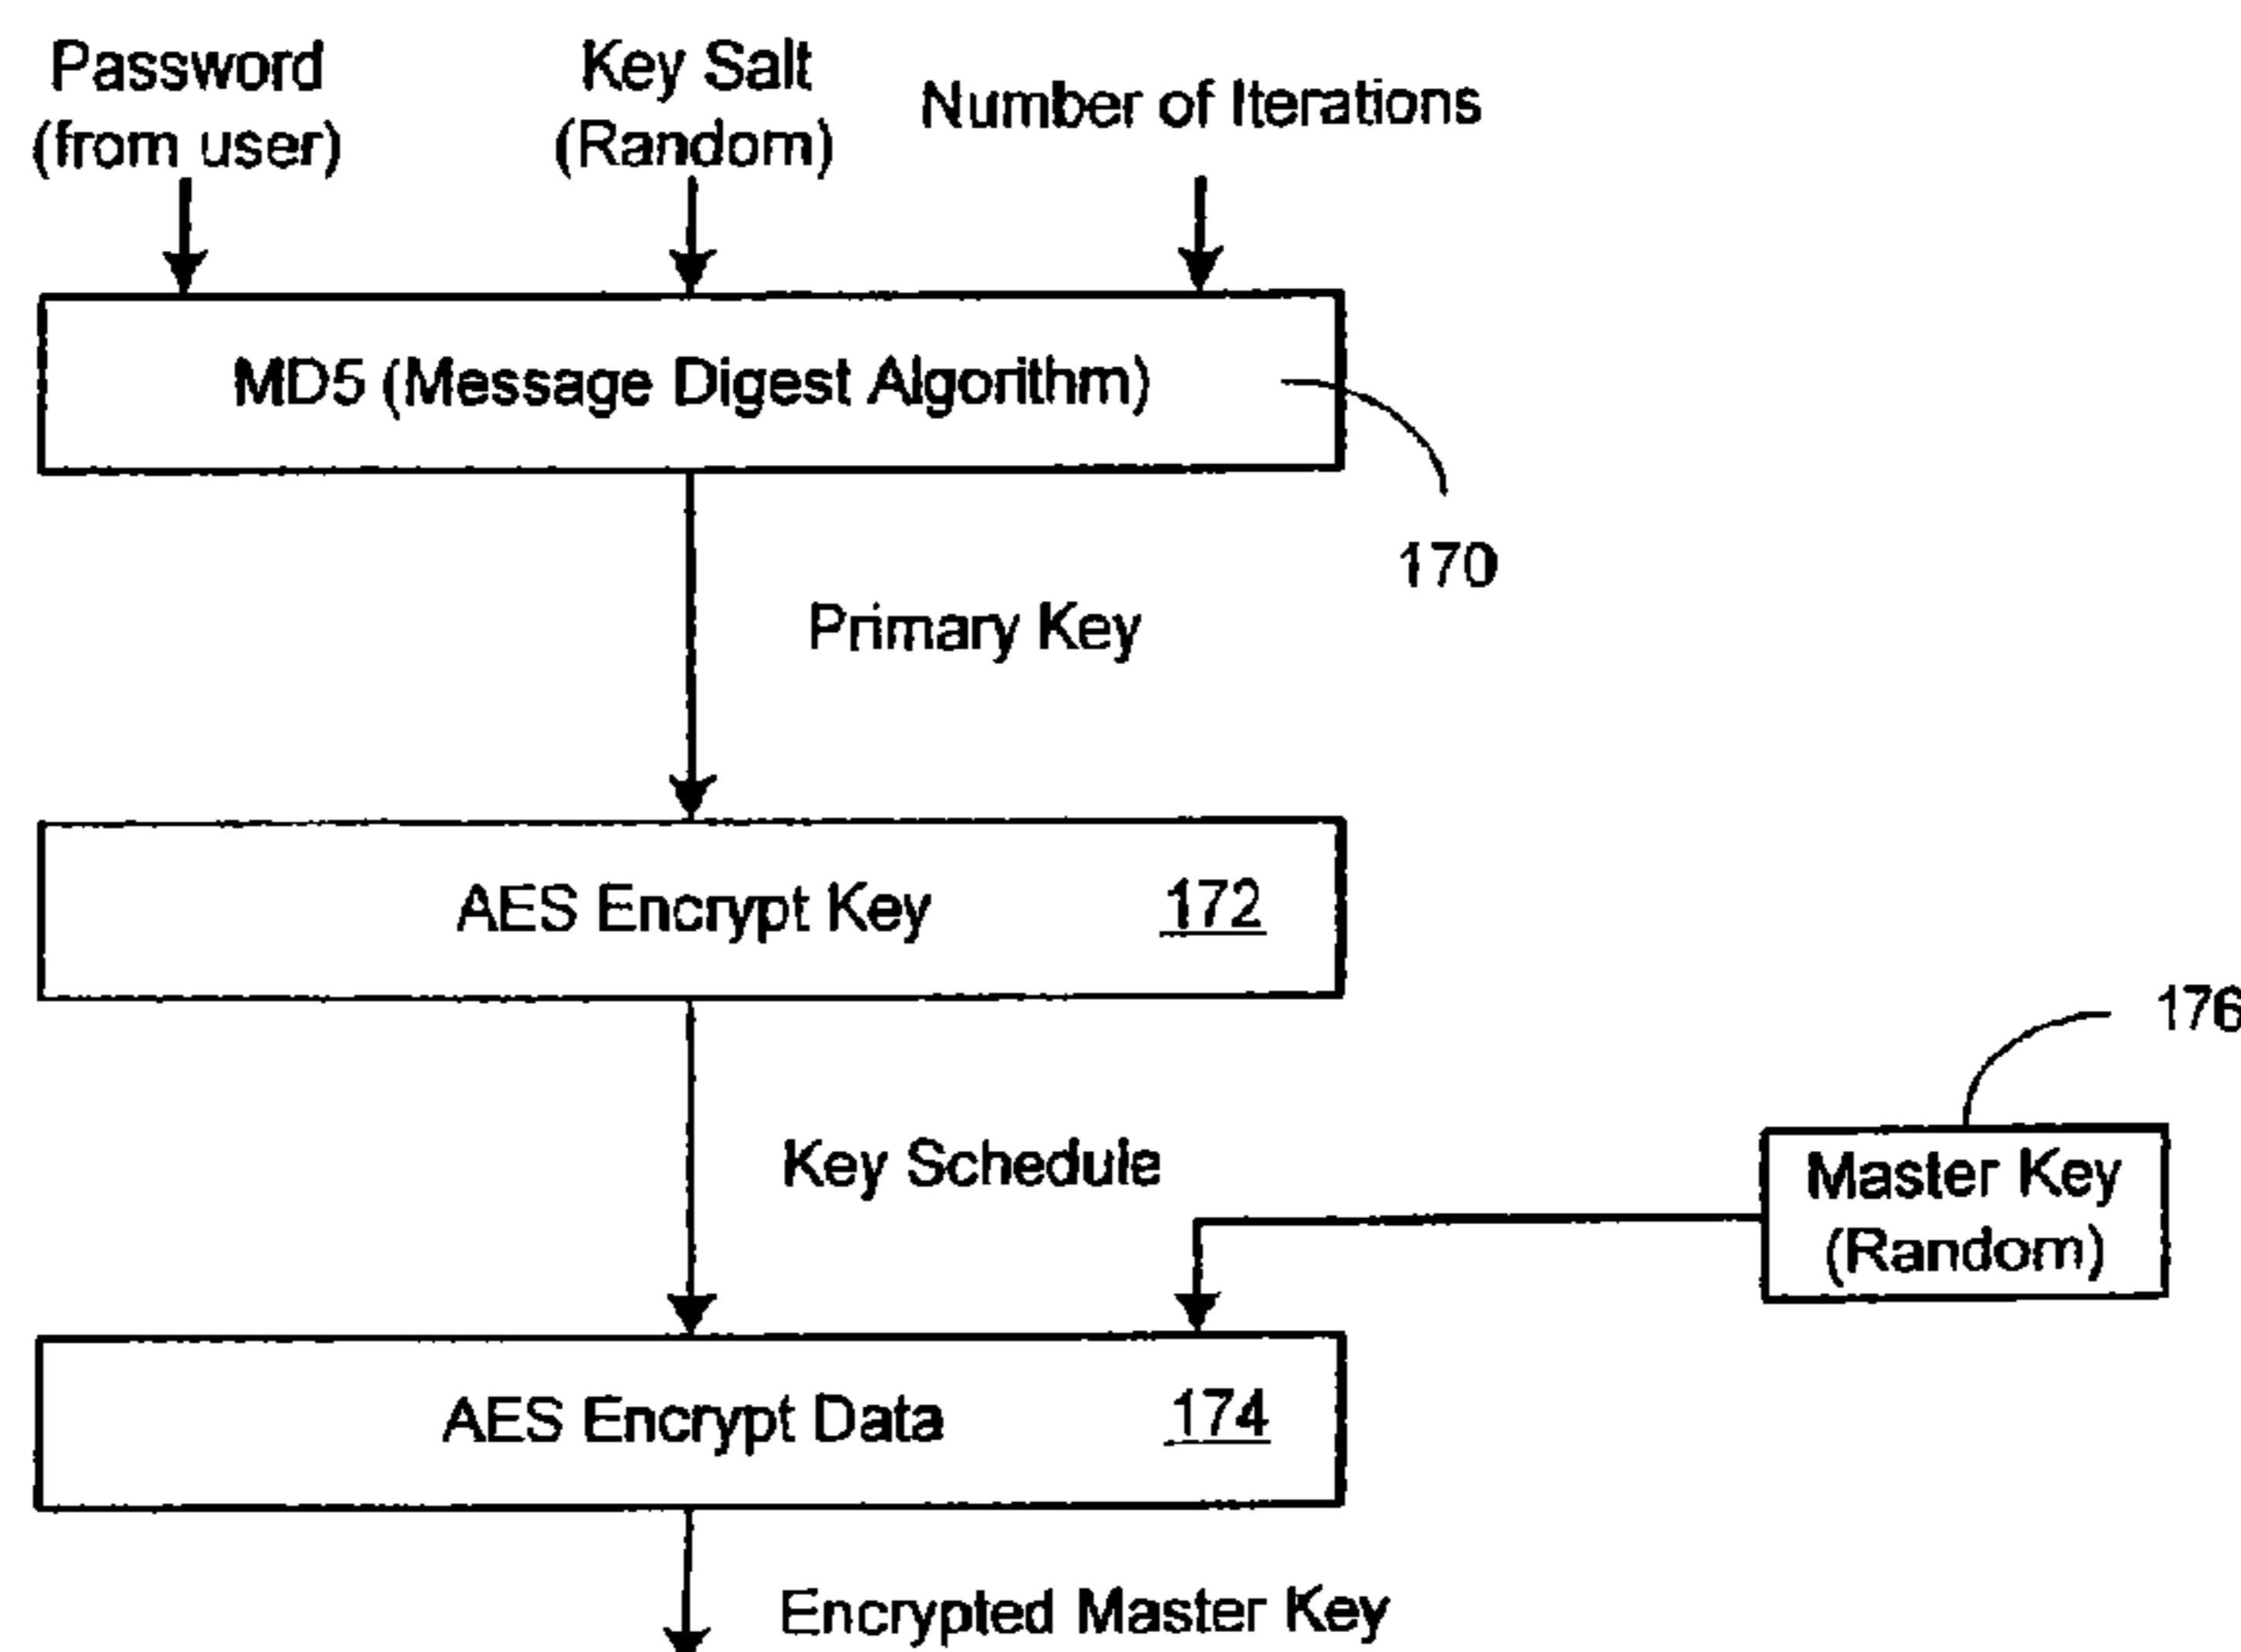 Password
(from user)
Key Salt
(Random)
Number of Iterations
MD5 (Message Digest Algorithm)
170
Primary Key
AES Encrypt Key 172
176
Key Schedule
Master Key
(Random)
AES Encrypt Data 174
Encrypted Master Key